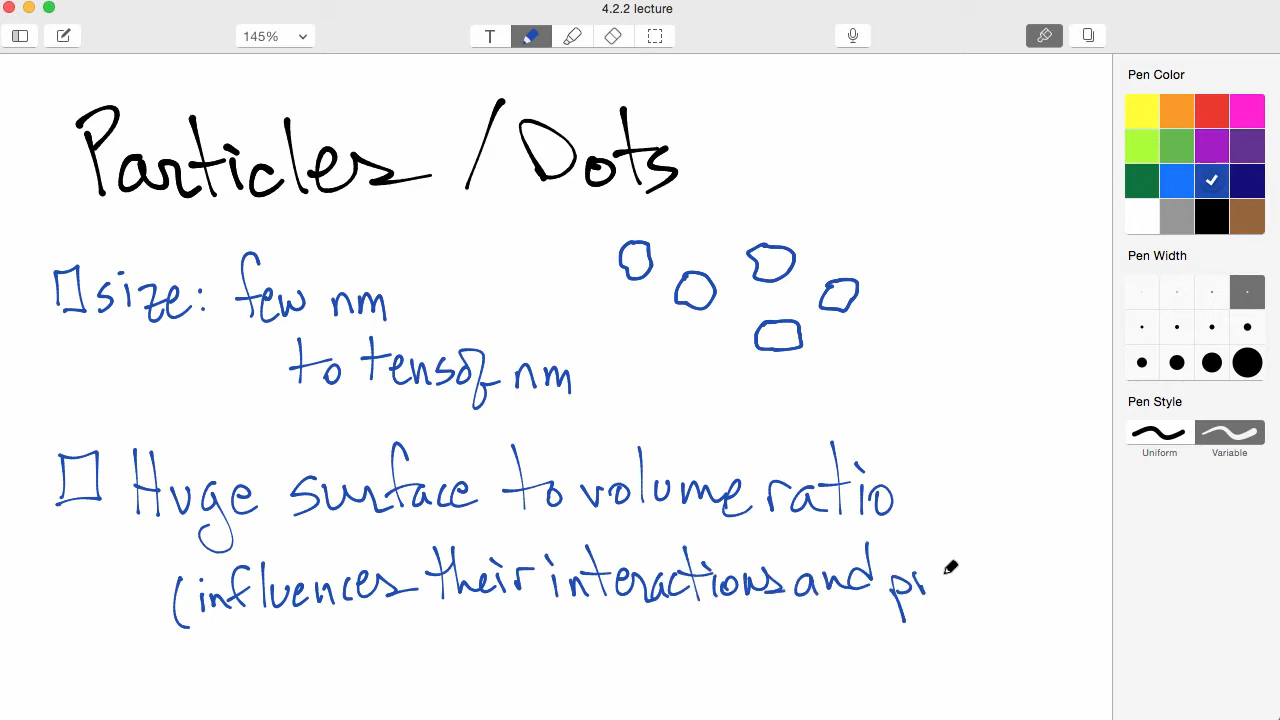 4.2.2 lecture
145%
T
Pen Color
Particles / Dots
size: few nm
to tens of nm
Pen Width
Pen Style
Uniform
Variable
Huge surface to volume ratio
(influences their interactions and pr